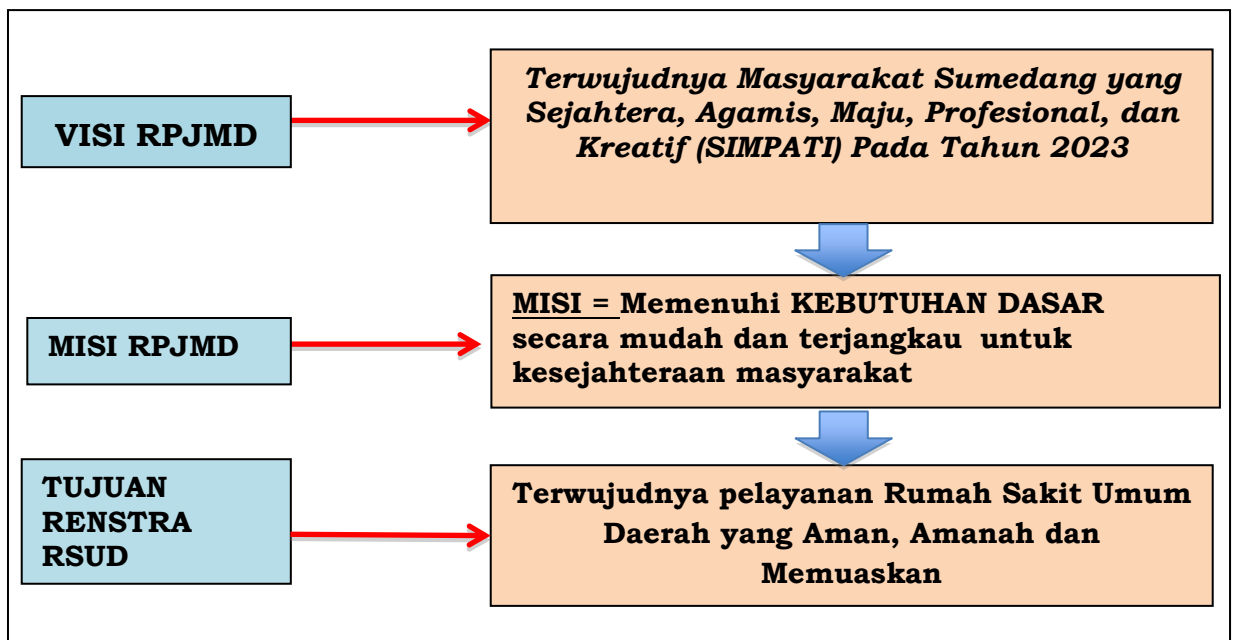 VISI RPJMD
Terwujudnya Masyarakat Sumedang yang
Sejahtera, Agamis, Maju, Profesional, dan
Kreatif (SIMPATI) Pada Tahun 2023
MISI RPJMD
MISI = Memenuhi KEBUTUHAN DASAR
secara mudah dan terjangkau untuk
kesejahteraan masyarakat
TUJUAN
RENSTRA
RSUD
Terwujudnya pelayanan Rumah Sakit Umum
Daerah yang Aman, Amanah dan
Memuaskan